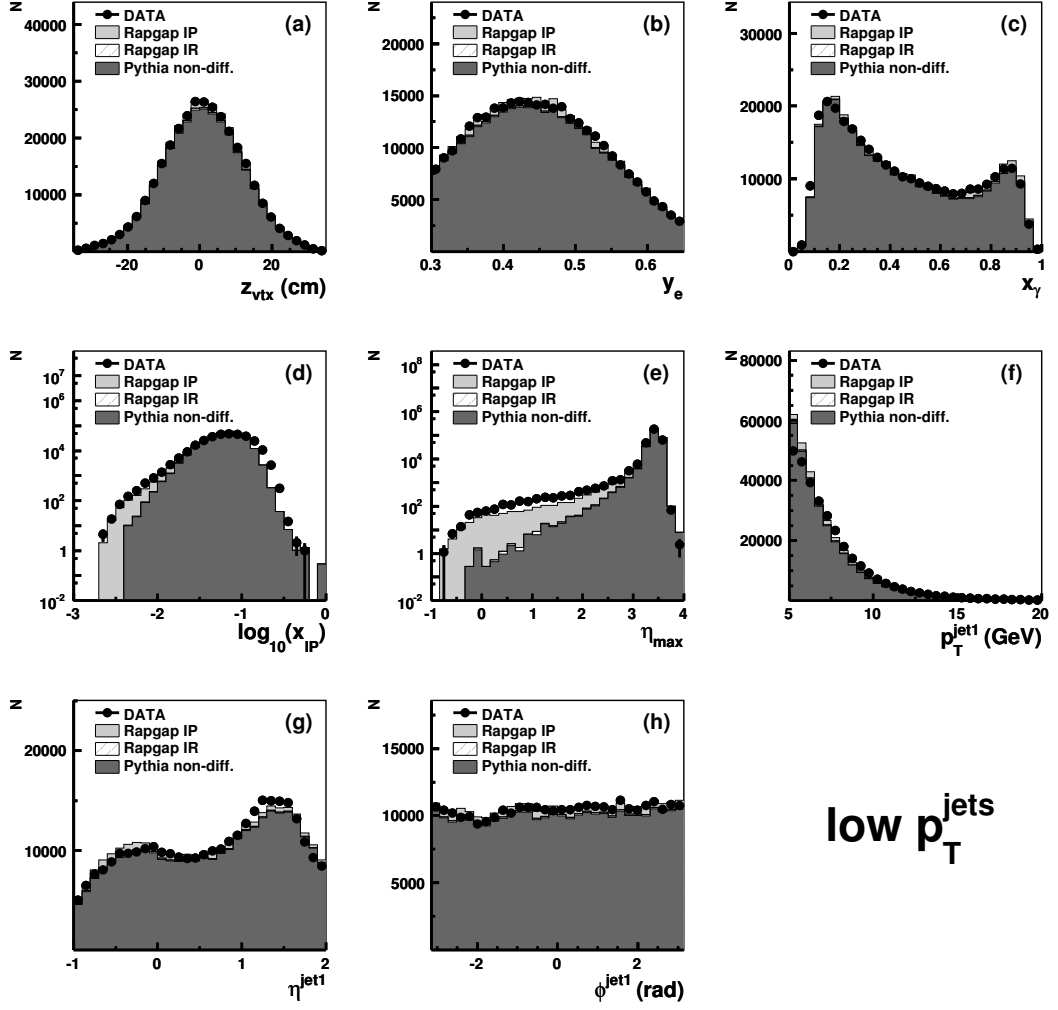 N
(a)
DATA
Rapgap IP
Rapgap IR
Pythia non-diff.
40000
30000
20000
10000
-20
0
20
z_vtx (cm)
N
(b)
DATA
Rapgap IP
Rapgap IR
Pythia non-diff.
20000
15000
10000
5000
0.3
0.4
0.5
0.6
y_e
N
(c)
DATA
Rapgap IP
Rapgap IR
Pythia non-diff.
30000
20000
10000
0
0.2
0.4
0.6
0.8
1
x_γ
N
(d)
DATA
Rapgap IP
Rapgap IR
Pythia non-diff.
10^7
10^6
10^4
10^2
1
10^-2
-3
-2
-1
0
log_10(x_IP)
N
(e)
DATA
Rapgap IP
Rapgap IR
Pythia non-diff.
10^8
10^6
10^4
10^2
1
10^-2
-1
0
1
2
3
4
η_max
N
(f)
DATA
Rapgap IP
Rapgap IR
Pythia non-diff.
80000
60000
40000
20000
5
10
15
20
p_T^jet1 (GeV)
N
(g)
DATA
Rapgap IP
Rapgap IR
Pythia non-diff.
20000
10000
-1
0
1
2
η^jet1
N
(h)
DATA
Rapgap IP
Rapgap IR
Pythia non-diff.
15000
10000
5000
-2
0
2
ϕ^jet1 (rad)
low p_T^jets